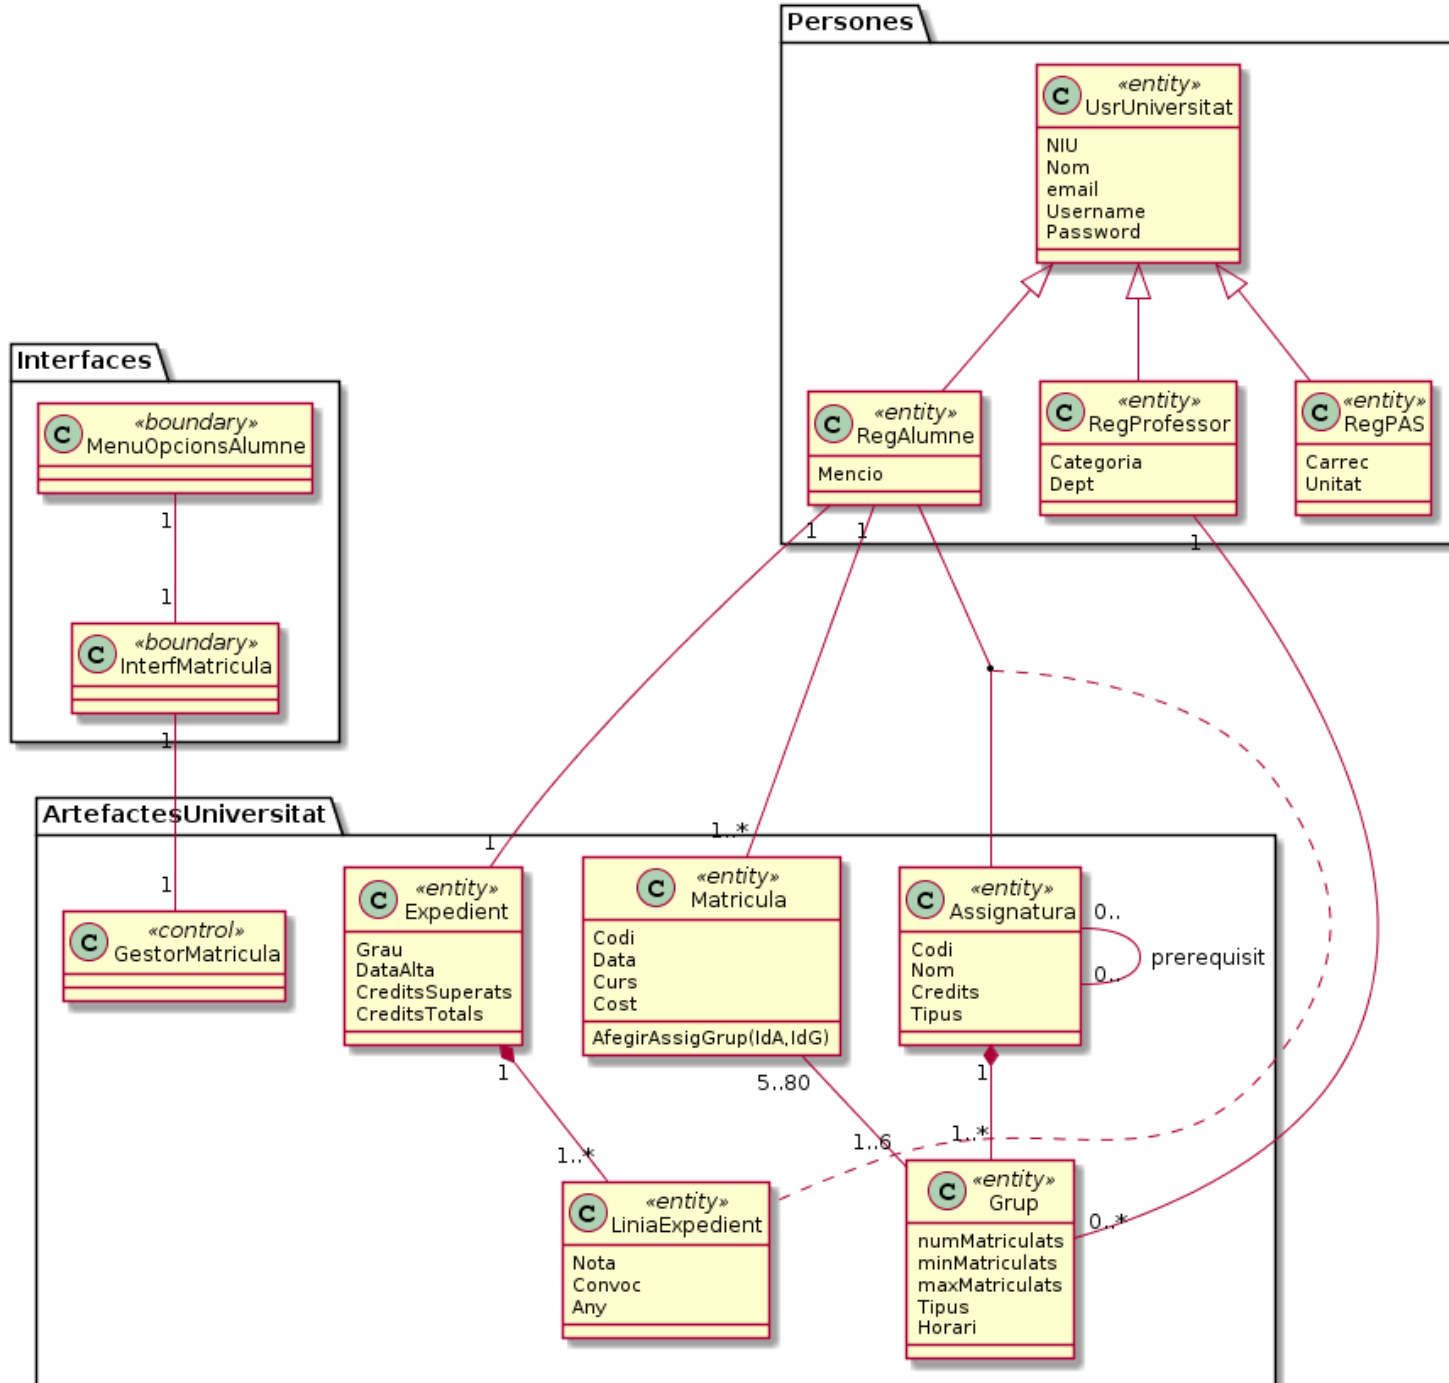 Persones
C
«entity»
UsrUniversitat
NIU
Nom
email
Username
Password
Interfaces
C
«boundary»
MenuOpcionsAlumne
1
1
C
«boundary»
InterfMatricula
1
C
«entity»
RegAlumne
Mencio
C
«entity»
RegProfessor
Categoria
Dept
C
«entity»
RegPAS
Carrec
Unitat
1
1
1
ArtefactesUniversitat
1
C
«control»
GestorMatricula
1
C
«entity»
Expedient
Grau
DataAlta
CreditsSuperats
CreditsTotals
1..*
C
«entity»
Matricula
Codi
Data
Curs
Cost
AfegirAssigGrup(IdA,IdG)
C
«entity»
Assignatura
Codi
Nom
Credits
Tipus
0..
0..
prerequisit
1
5..80
1
1..*
1..6
1..*
C
«entity»
LiniaExpedient
Nota
Convoc
Any
C
«entity»
Grup
numMatriculats
minMatriculats
maxMatriculats
Tipus
Horari
0..*